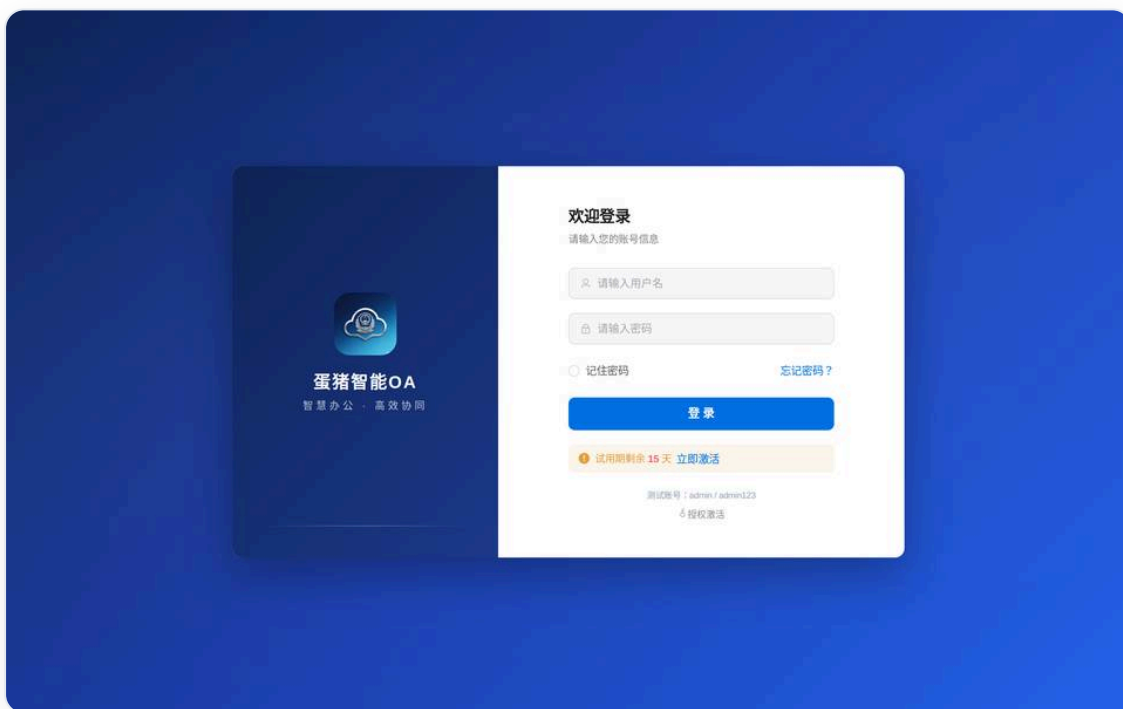 蛋猪智能OA
智慧办公 · 高效协同
欢迎登录
请输入您的账号信息
请输入用户名
请输入密码
记住密码 忘记密码？
登录
试用期剩余 15 天 立即激活
测试账号：admin / admin123
授权激活